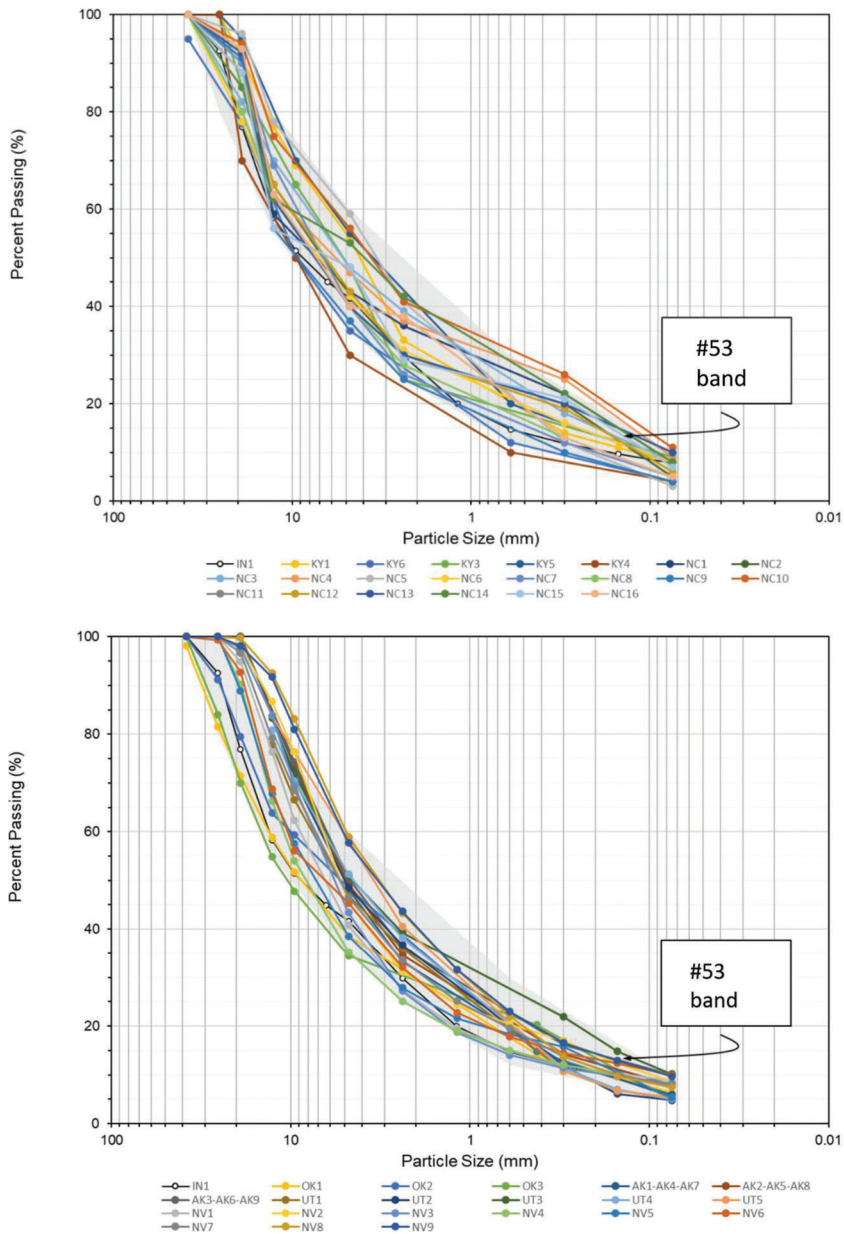 Percent Passing (%)
100
80
60
40
20
0
#53
band
100
10
1
0.1
0.01
Particle Size (mm)
IN1 KY1 KY6 KY3 KY5 KY4 NC1 NC2
NC3 NC4 NC5 NC6 NC7 NC8 NC9 NC10
NC11 NC12 NC13 NC14 NC15 NC16
Percent Passing (%)
100
80
60
40
20
0
#53
band
100
10
1
0.1
0.01
Particle Size (mm)
IN1 OK1 OK2 OK3 AK1-AK4-AK7 AK2-AK5-AK8
AK3-AK6-AK9 UT1 UT2 UT3 UT4 UT5
NV1 NV2 NV3 NV4 NV5 NV6
NV7 NV8 NV9